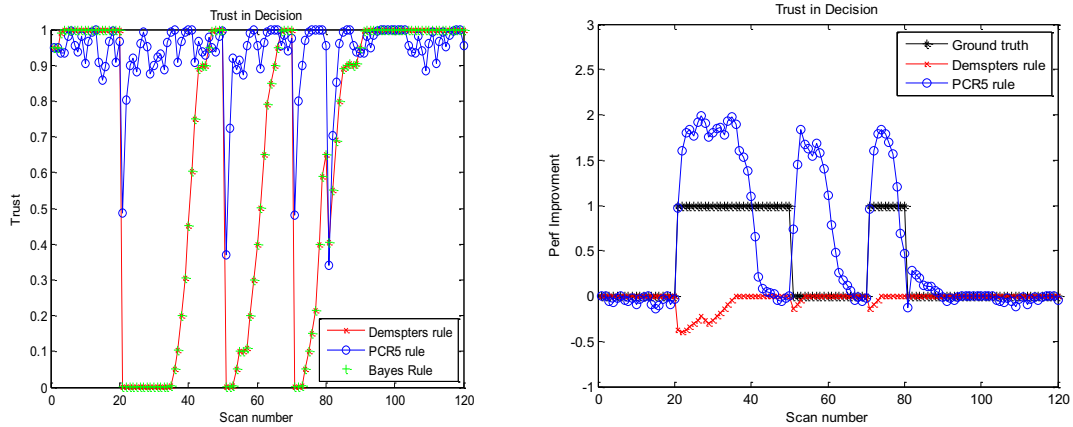 Trust in Decision
1
0.9
0.8
0.7
0.6
0.5
0.4
0.3
0.2
0.1
0
Trust
0
20
40
60
80
100
120
Scan number
Dempsters rule
PCR5 rule
Bayes Rule
Trust in Decision
3
2.5
2
1.5
1
0.5
0
-0.5
-1
Perf Improvment
0
20
40
60
80
100
120
Scan number
Ground truth
Demspters rule
PCR5 rule